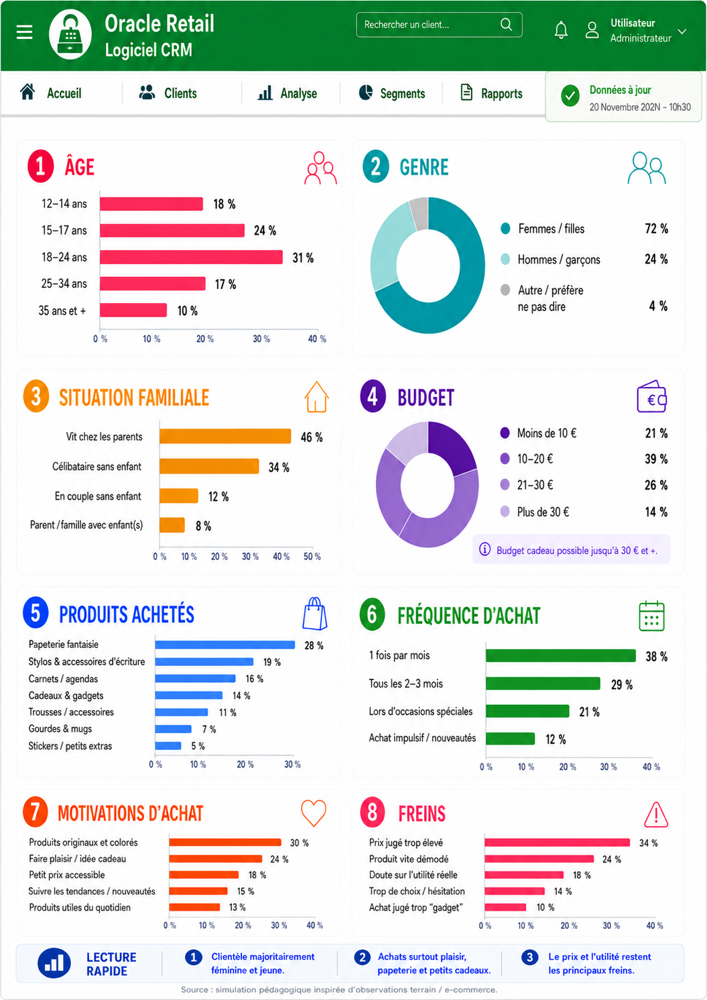 Oracle Retail
Logiciel CRM
Rechercher un client...
Utilisateur
Administrateur
Accueil
Clients
Analyse
Segments
Rapports
Données à jour
20 Novembre 202N – 10h30
1 ÂGE
12–14 ans 18 %
15–17 ans 24 %
18–24 ans 31 %
25–34 ans 17 %
35 ans et + 10 %
0 % 10 % 20 % 30 % 40 %
2 GENRE
Femmes / filles 72 %
Hommes / garçons 24 %
Autre / préfère
ne pas dire 4 %
3 SITUATION FAMILIALE
Vit chez les parents 46 %
Célibataire sans enfant 34 %
En couple sans enfant 12 %
Parent / famille avec enfant(s) 8 %
0 % 10 % 20 % 30 % 40 % 50 %
4 BUDGET
€
Moins de 10 € 21 %
10–20 € 39 %
21–30 € 26 %
Plus de 30 € 14 %
Budget cadeau possible jusqu'à 30 € et +.
5 PRODUITS ACHETÉS
Papeterie fantaisie 28 %
Stylos & accessoires d'écriture 19 %
Carnets / agendas 16 %
Cadeaux & gadgets 14 %
Trousses / accessoires 11 %
Gourdes & mugs 7 %
Stickers / petits extras 5 %
0 % 10 % 20 % 30 %
6 FRÉQUENCE D'ACHAT
1 fois par mois 38 %
Tous les 2–3 mois 29 %
Lors d'occasions spéciales 21 %
Achat impulsif / nouveautés 12 %
0 % 10 % 20 % 30 % 40 %
7 MOTIVATIONS D'ACHAT
Produits originaux et colorés 30 %
Faire plaisir / idée cadeau 24 %
Petit prix accessible 18 %
Suivre les tendances / nouveautés 15 %
Produits utiles du quotidien 13 %
0 % 10 % 20 % 30 % 40 %
8 FREINS
Prix jugé trop élevé 34 %
Produit vite démodé 24 %
Doute sur l'utilité réelle 18 %
Trop de choix / hésitation 14 %
Achat jugé trop "gadget" 10 %
0 % 10 % 20 % 30 % 40 %
LECTURE
RAPIDE
1 Clientèle majoritairement
féminine et jeune.
2 Achats surtout plaisir,
papeterie et petits cadeaux.
3 Le prix et l'utilité restent
les principaux freins.
Source : simulation pédagogique inspirée d'observations terrain / e-commerce.